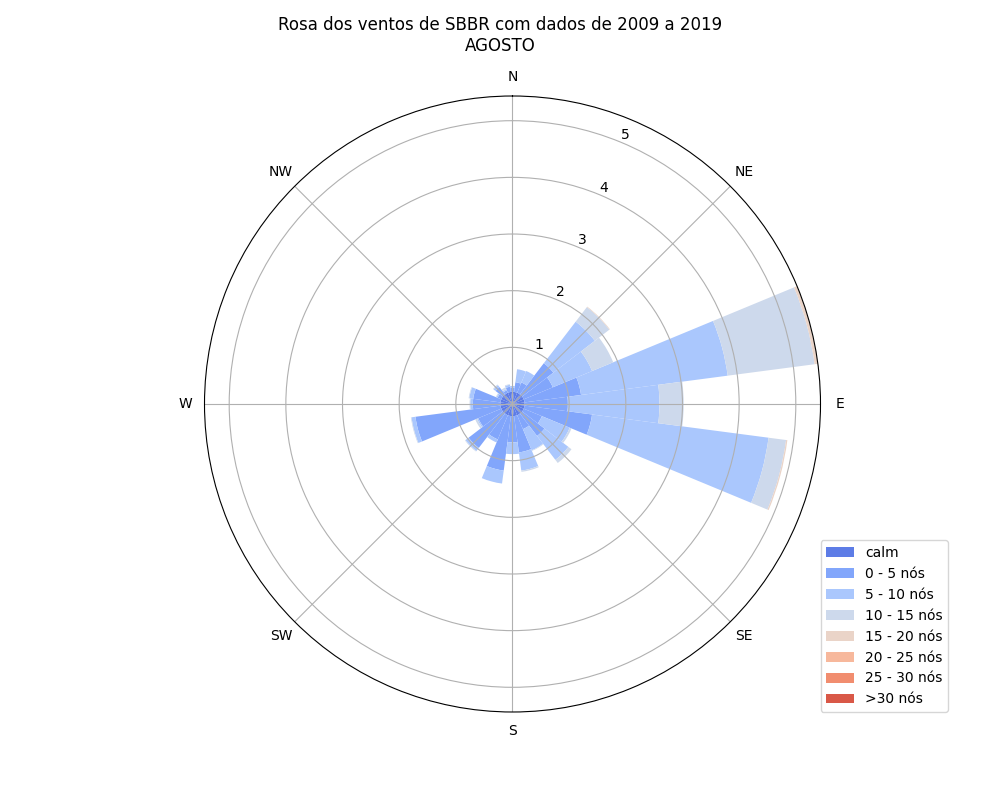 Rosa dos ventos de SBBR com dados de 2009 a 2019
AGOSTO
N
NW
NE
5
4
3
2
1
W
E
SW
SE
S
calm
0 - 5 nós
5 - 10 nós
10 - 15 nós
15 - 20 nós
20 - 25 nós
25 - 30 nós
>30 nós